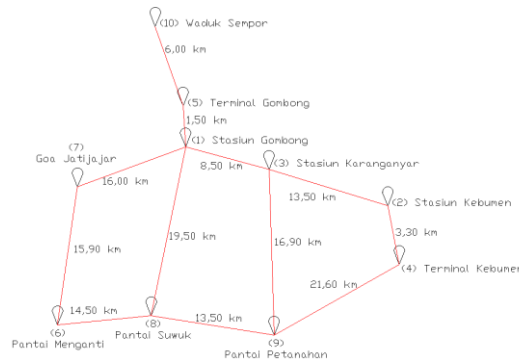 (10) Waduk Sempor
6,00 km
(5) Terminal Gombong
1,50 km
(1) Stasiun Gombong
(7)
Goa Jatijajar
8,50 km
(3) Stasiun Karanganyar
16,00 km
13,50 km
(2) Stasiun Kebumen
3,30 km
19,50 km
16,90 km
15,90 km
(4) Terminal Kebumen
21,60 km
14,50 km
13,50 km
(6)
Pantai Menganti
(8)
Pantai Suwuk
(9)
Pantai Petanahan